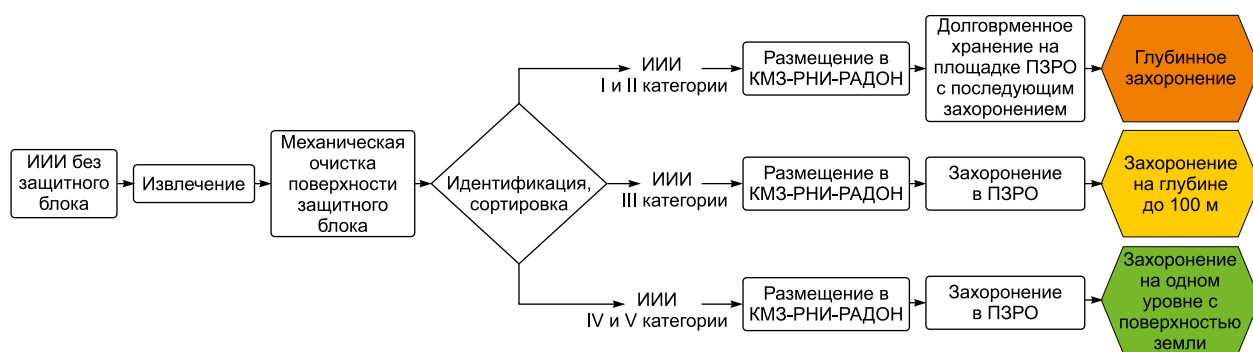 ИИИ без
защитного
блока
Извлечение
Механическая
очистка
поверхности
защитного
блока
Идентификация,
сортировка
ИИИ
I и II категории
Размещение в
КМЗ-РНИ-РАДОН
Долговрменное
хранение на
площадке ПЗРО
с последующим
захоронением
Глубинное
захоронение
ИИИ
III категории
Размещение в
КМЗ-РНИ-РАДОН
Захоронение
в ПЗРО
Захоронение
на глубине
до 100 м
ИИИ
IV и V категории
Размещение в
КМЗ-РНИ-РАДОН
Захоронение
в ПЗРО
Захоронение
на одном
уровне с
поверхностью
земли